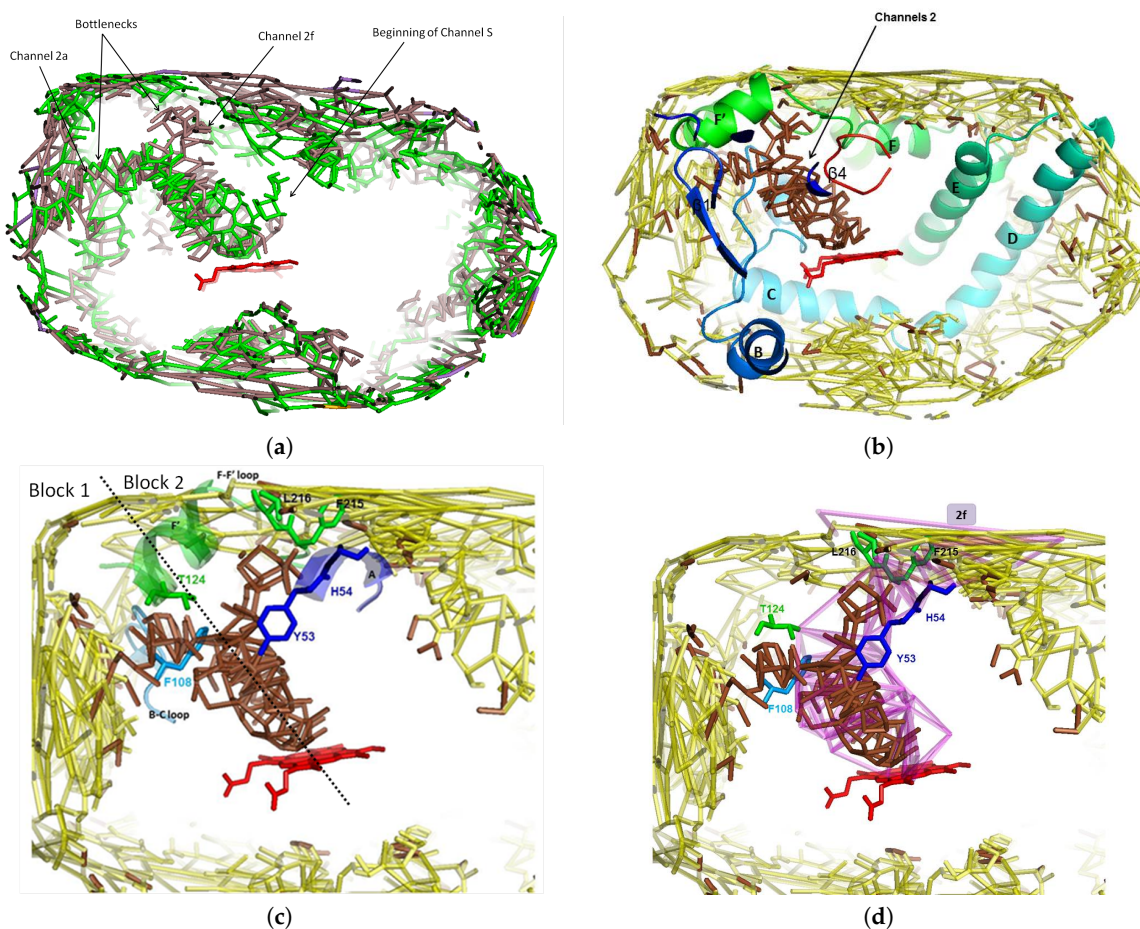 Bottlenecks
Channel 2a
Channel 2f
Beginning of Channel S
(a)
Channels 2
F'
F
β4
β1
E
D
C
B
(b)
Block 1
Block 2
F-F' loop
L216
F215
F'
A
T124
H54
Y53
F108
B-C loop
(c)
2f
L216
F215
H54
T124
Y53
F108
(d)